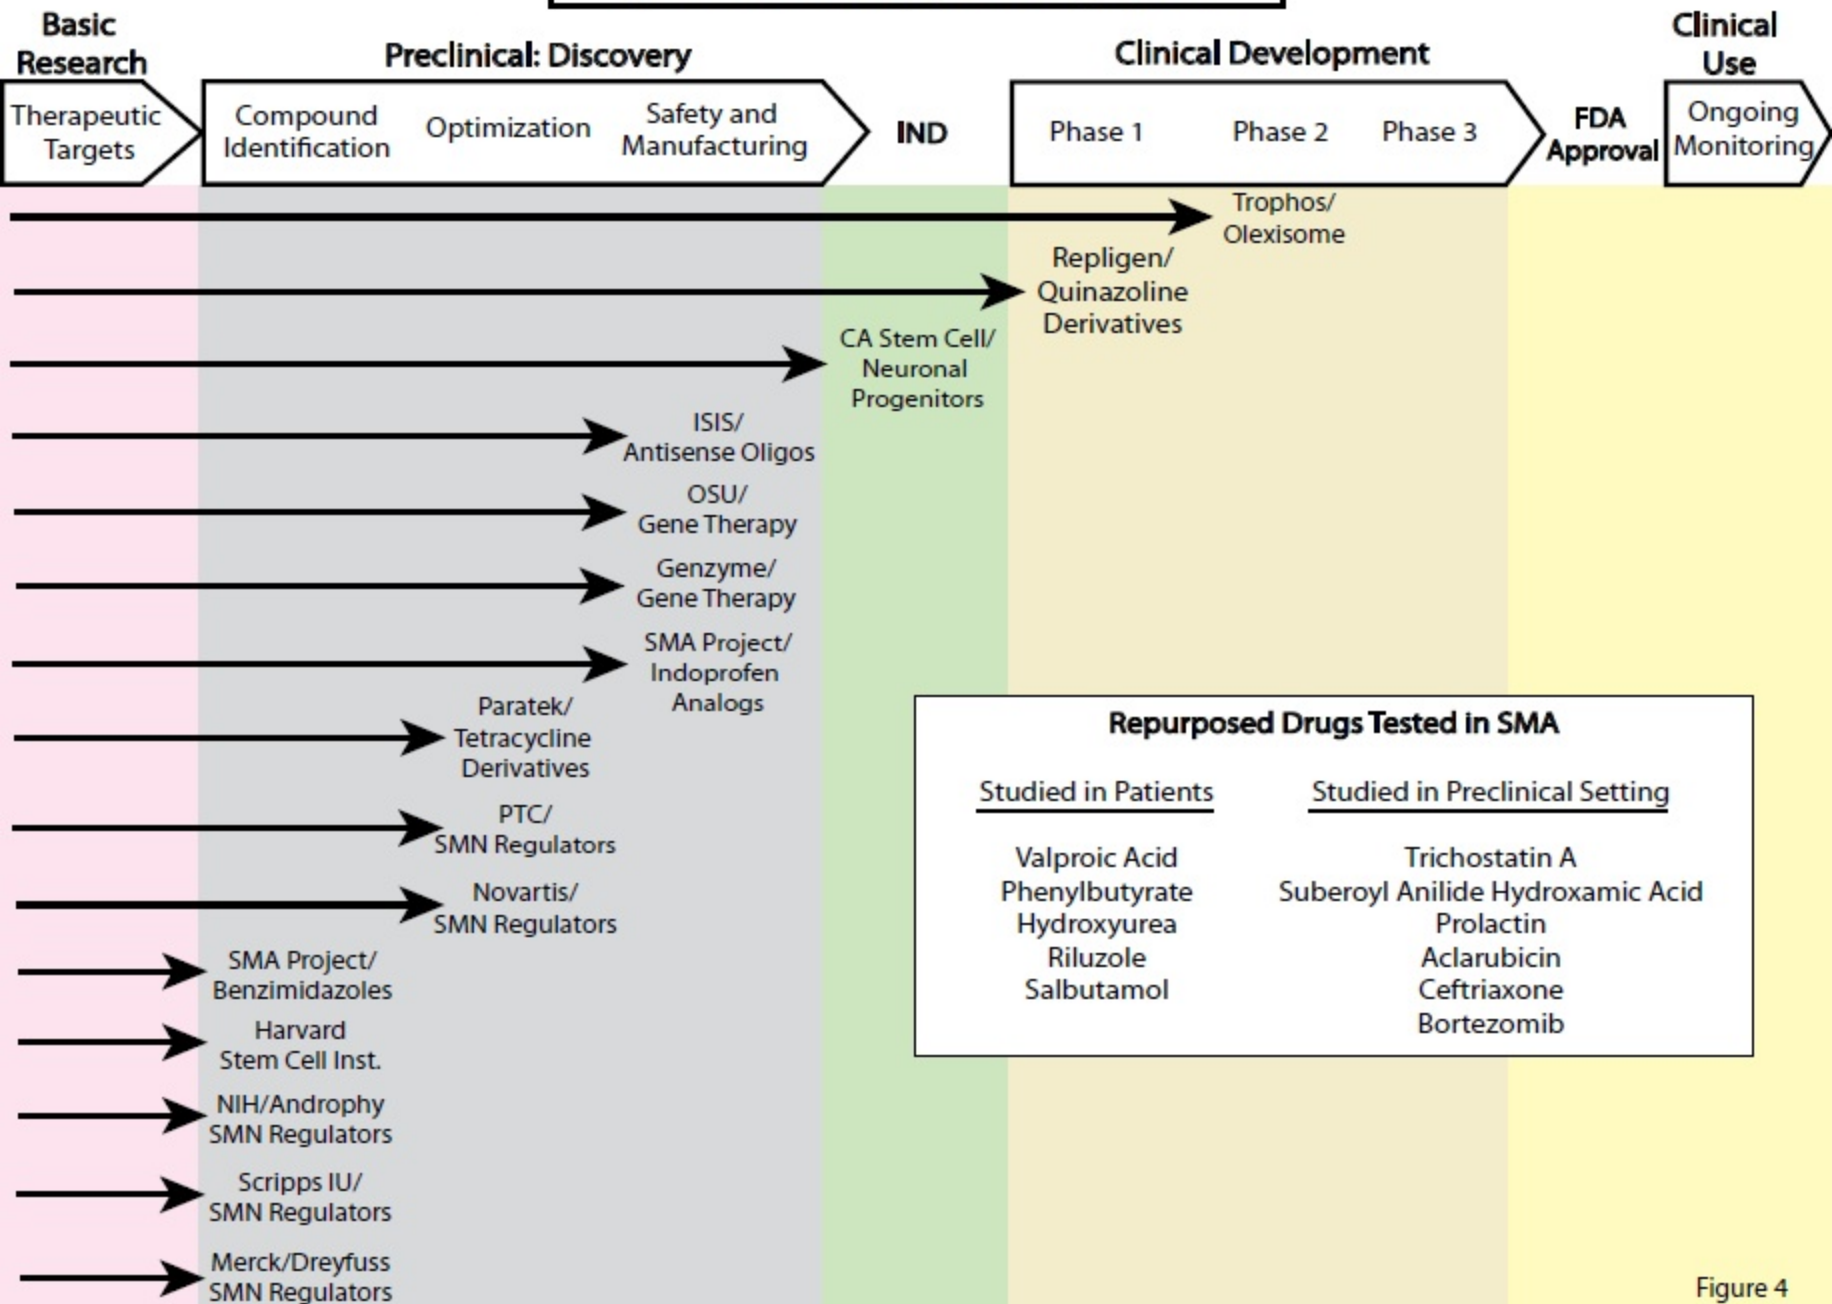 Basic
Research
Preclinical: Discovery
Clinical Development
Clinical
Use
Therapeutic
Targets
Compound
Identification
Optimization
Safety and
Manufacturing
IND
Phase 1
Phase 2
Phase 3
FDA
Approval
Ongoing
Monitoring
Trophos/
Olexisome
Repligen/
Quinazoline
Derivatives
CA Stem Cell/
Neuronal
Progenitors
ISIS/
Antisense Oligos
OSU/
Gene Therapy
Genzyme/
Gene Therapy
SMA Project/
Indoprofen
Analogs
Paratek/
Tetracycline
Derivatives
PTC/
SMN Regulators
Novartis/
SMN Regulators
SMA Project/
Benzimidazoles
Harvard
Stem Cell Inst.
NIH/Androphy
SMN Regulators
Scripps IU/
SMN Regulators
Merck/Dreyfuss
SMN Regulators
Repurposed Drugs Tested in SMA
Studied in Patients
Valproic Acid
Phenylbutyrate
Hydroxyurea
Riluzole
Salbutamol
Studied in Preclinical Setting
Trichostatin A
Suberoyl Anilide Hydroxamic Acid
Prolactin
Aclarubicin
Ceftriaxone
Bortezomib
Figure 4